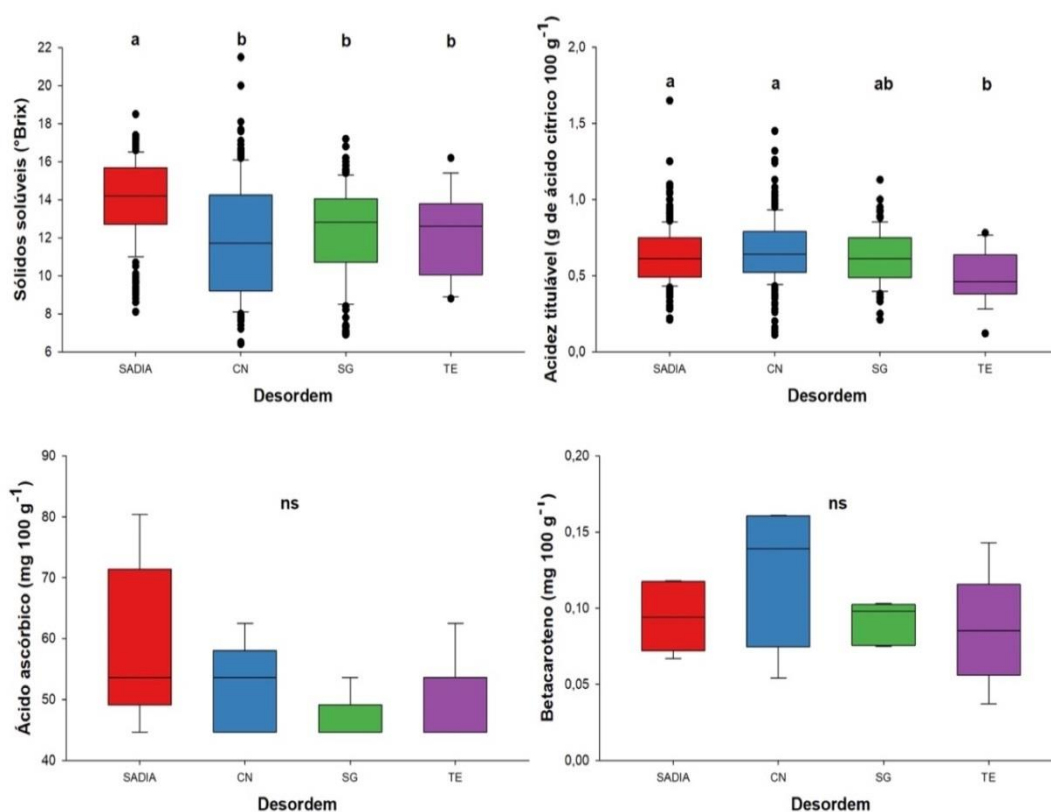 a b b b
22
20
18
16
14
12
10
8
6
Sólidos solúveis (°Brix)
SADIA CN SG TE
Desordem
a a ab b
2,0
1,5
1,0
0,5
0,0
Acidez titulável (g de ácido cítrico 100 g⁻¹)
SADIA CN SG TE
Desordem
ns
90
80
70
60
50
40
Ácido ascórbico (mg 100 g⁻¹)
SADIA CN SG TE
Desordem
ns
0,20
0,15
0,10
0,05
0,00
Betacaroteno (mg 100 g⁻¹)
SADIA CN SG TE
Desordem